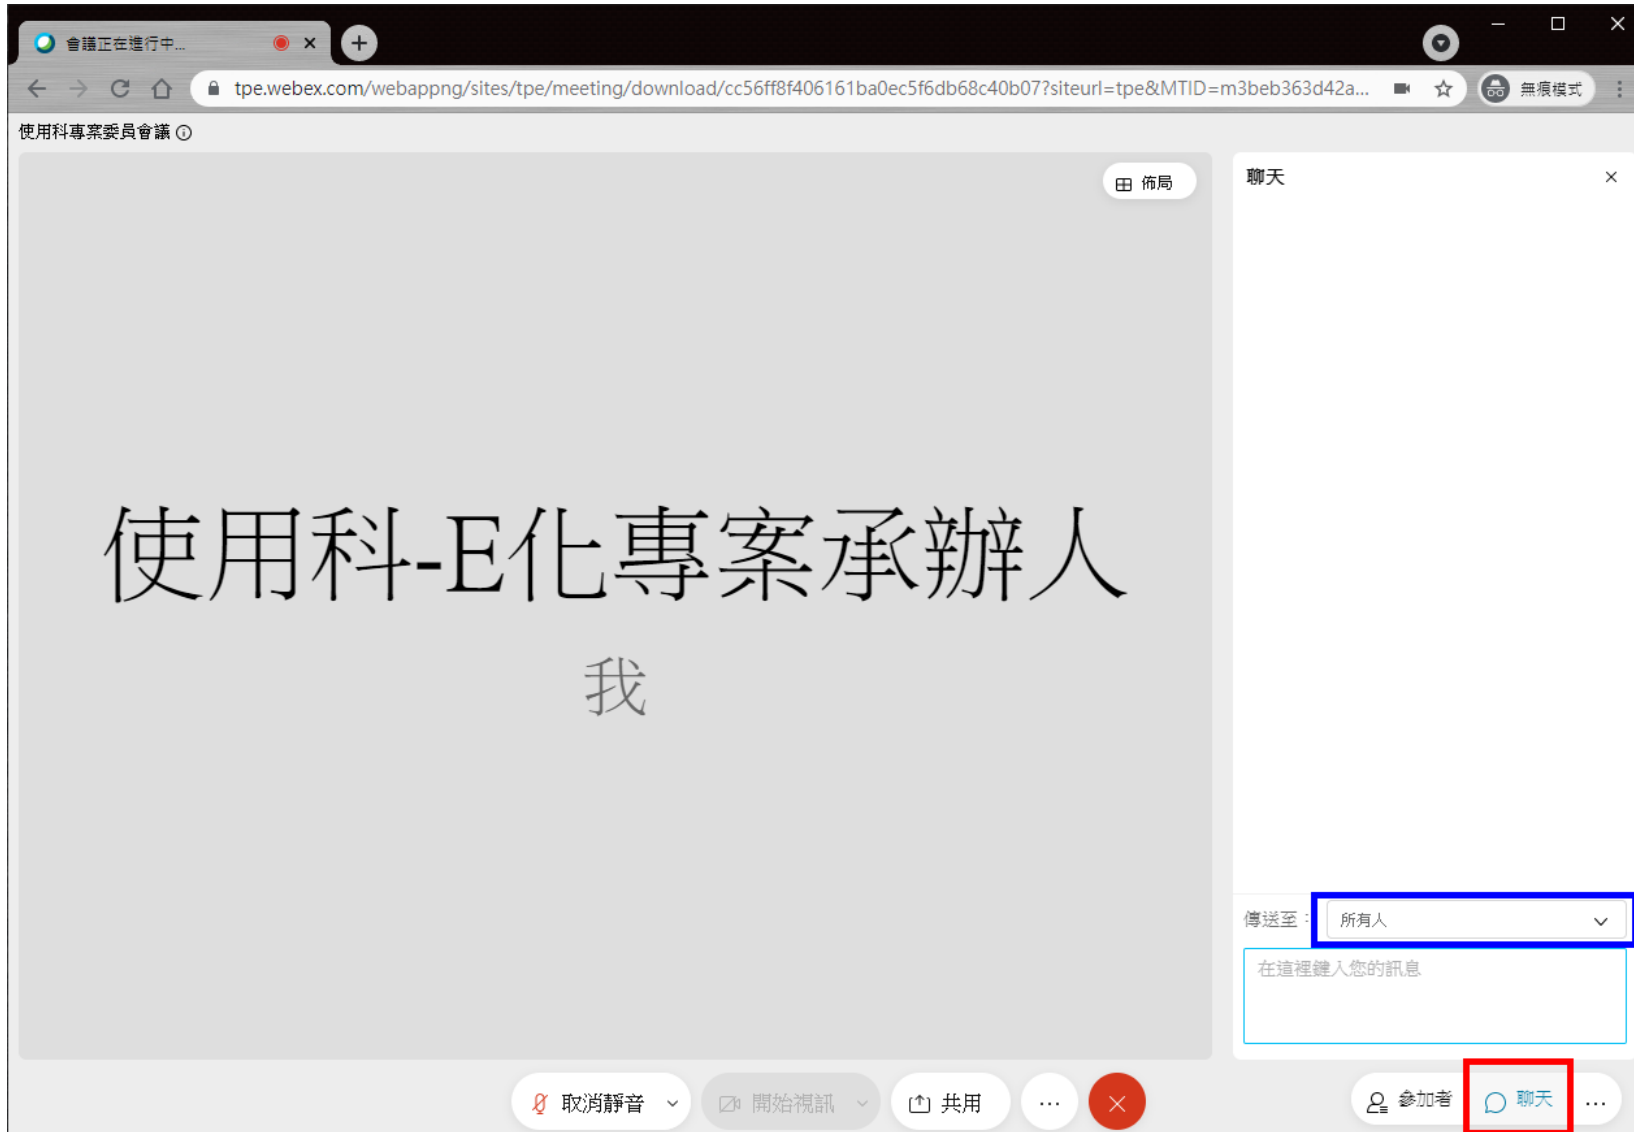 會議正在進行中...
tpe.webex.com/webappng/sites/tpe/meeting/download/cc56ff8f406161ba0ec5f6db68c40b07?siteurl=tpe&MTID=m3beb363d42a...
無痕模式
使用科專案委員會議
佈局
聊天
使用科-E化專案承辦人
我
傳送至：
所有人
在這裡鍵入您的訊息
取消靜音
開始視訊
共用
...
參加者
聊天
...